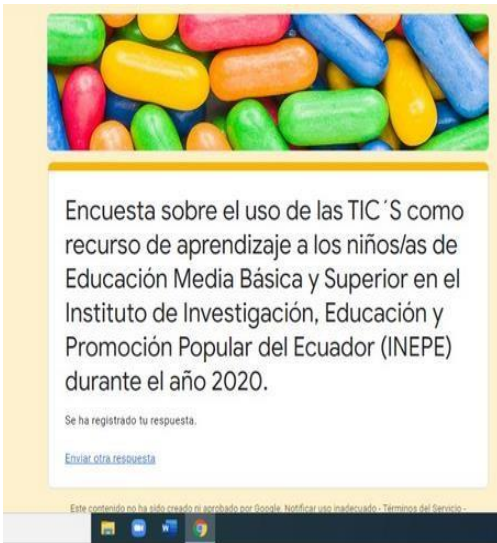 Encuesta sobre el uso de las TIC´S como
recurso de aprendizaje a los niños/as de
Educación Media Básica y Superior en el
Instituto de Investigación, Educación y
Promoción Popular del Ecuador (INEPE)
durante el año 2020.
Se ha registrado tu respuesta.
Enviar otra respuesta
Este contenido no ha sido creado ni aprobado por Google. Notificar uso inadecuado - Términos del Servicio -